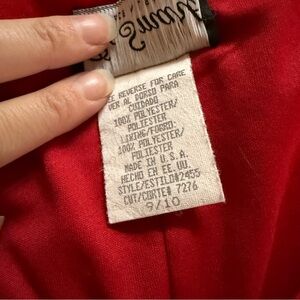 SEE REVERSE FOR CARE
VER AL DORSO PARA
CUIDADO
100% POLYESTER/
POLIESTER
LINING/FORRO:
100% POLYESTER/
POLIESTER
MADE IN U.S.A.
HECHO EN EE. UU.
STYLE/ESTILO#2455
CUT/CORTE# 7276
9/10